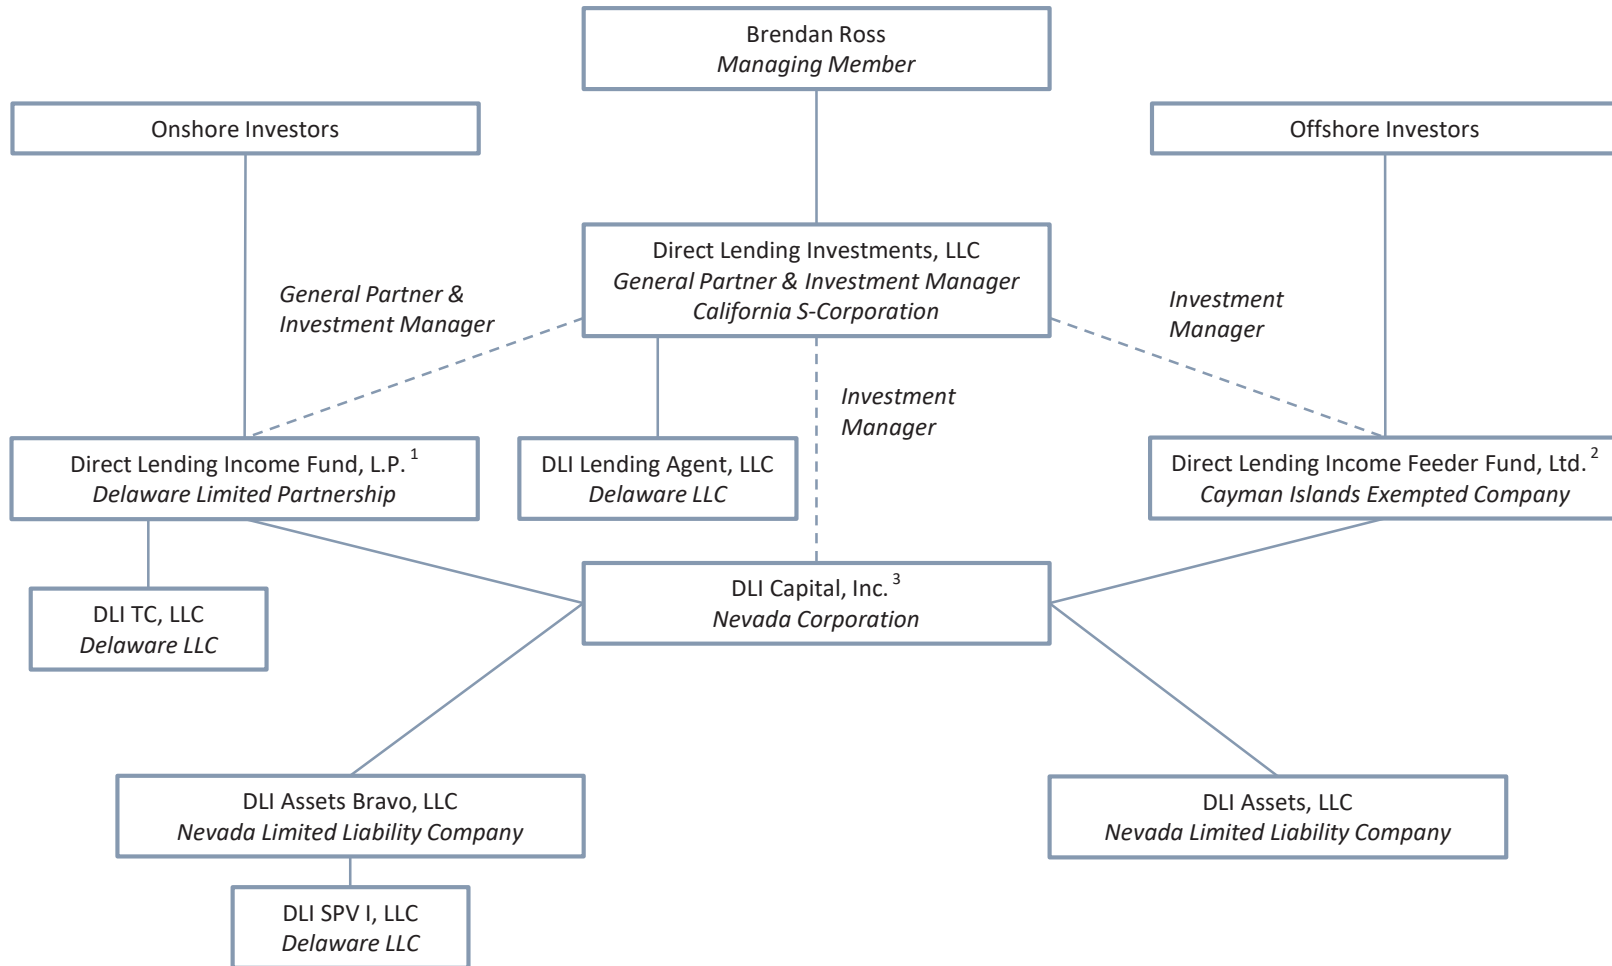 Brendan Ross
Managing Member
Onshore Investors
Offshore Investors
Direct Lending Investments, LLC
General Partner & Investment Manager
California S-Corporation
General Partner &
Investment Manager
Investment
Manager
Investment
Manager
Direct Lending Income Fund, L.P. 1
Delaware Limited Partnership
DLI Lending Agent, LLC
Delaware LLC
Direct Lending Income Feeder Fund, Ltd. 2
Cayman Islands Exempted Company
DLI TC, LLC
Delaware LLC
DLI Capital, Inc. 3
Nevada Corporation
DLI Assets Bravo, LLC
Nevada Limited Liability Company
DLI Assets, LLC
Nevada Limited Liability Company
DLI SPV I, LLC
Delaware LLC